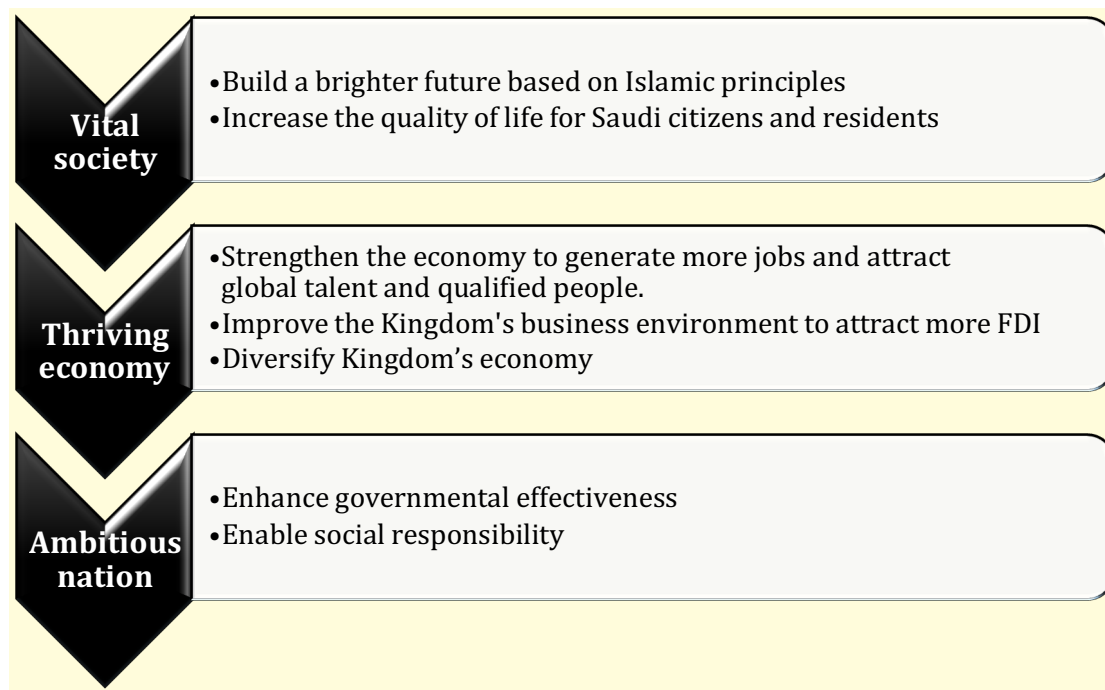 Vital
society
•Build a brighter future based on Islamic principles
•Increase the quality of life for Saudi citizens and residents
Thriving
economy
•Strengthen the economy to generate more jobs and attract
global talent and qualified people.
•Improve the Kingdom's business environment to attract more FDI
•Diversify Kingdom’s economy
Ambitious
nation
•Enhance governmental effectiveness
•Enable social responsibility